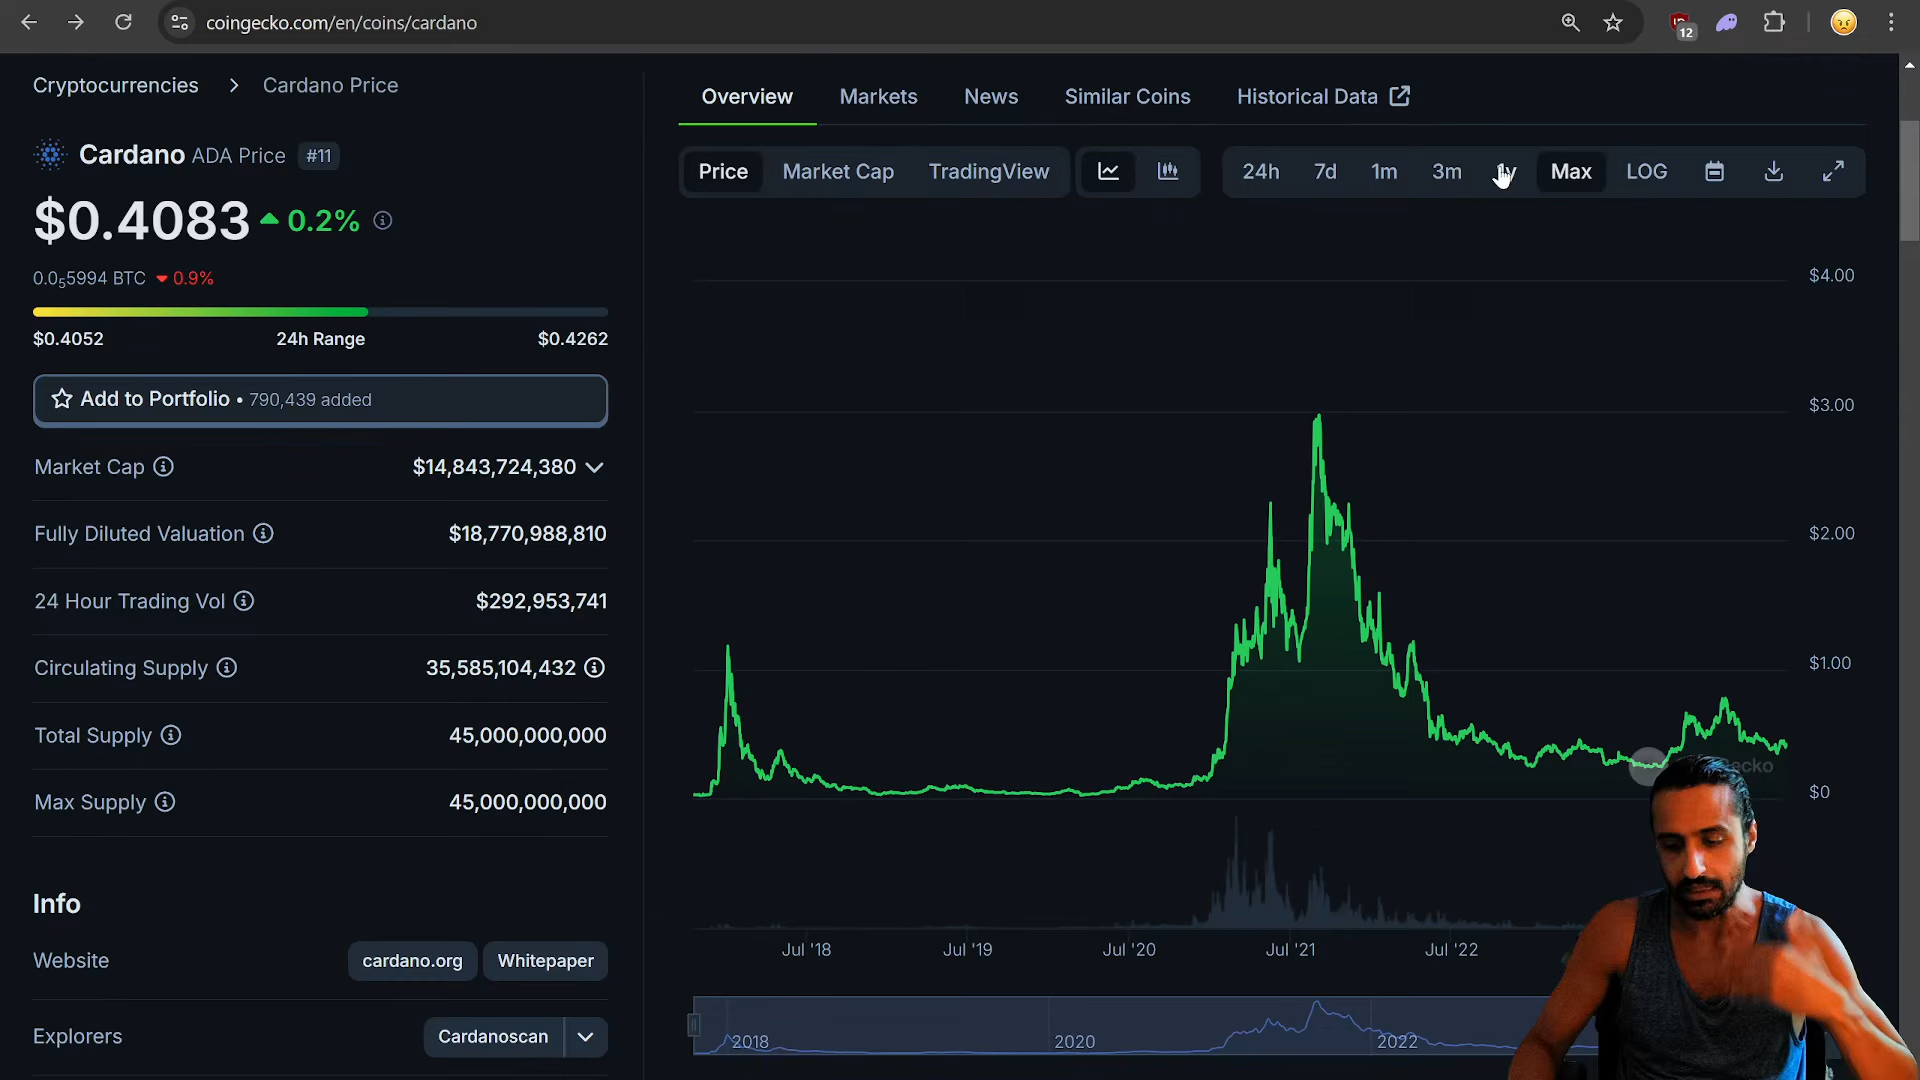 coingecko.com/en/coins/cardano
12
Cryptocurrencies > Cardano Price
Cardano ADA Price #11
$0.4083 0.2%
0.0₅5994 BTC 0.9%
$0.4052 24h Range $0.4262
Add to Portfolio • 790,439 added
Market Cap $14,843,724,380
Fully Diluted Valuation $18,770,988,810
24 Hour Trading Vol $292,953,741
Circulating Supply 35,585,104,432
Total Supply 45,000,000,000
Max Supply 45,000,000,000
Info
Website cardano.org Whitepaper
Explorers Cardanoscan
Overview Markets News Similar Coins Historical Data
Price Market Cap TradingView 24h 7d 1m 3m Max LOG
$4.00
$3.00
$2.00
$1.00
$0
Jul '18 Jul '19 Jul '20 Jul '21 Jul '22
2018 2020 2022